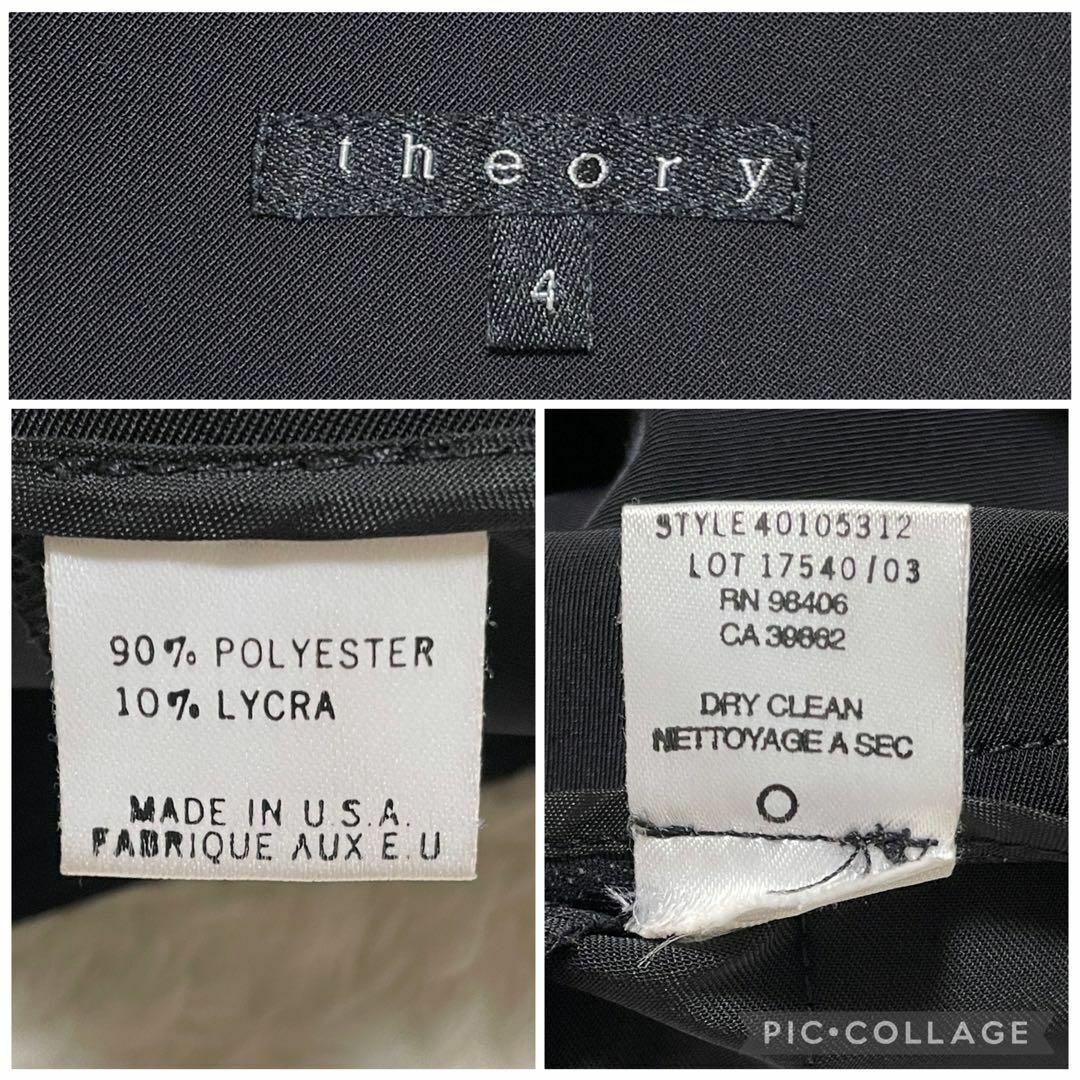 theory
4
90% POLYESTER
10% LYCRA
MADE IN U.S.A.
FABRIQUE AUX E.U
STYLE 40105312
LOT 17540/03
RN 98406
CA 39862
DRY CLEAN
NETTOYAGE A SEC
PIC•COLLAGE